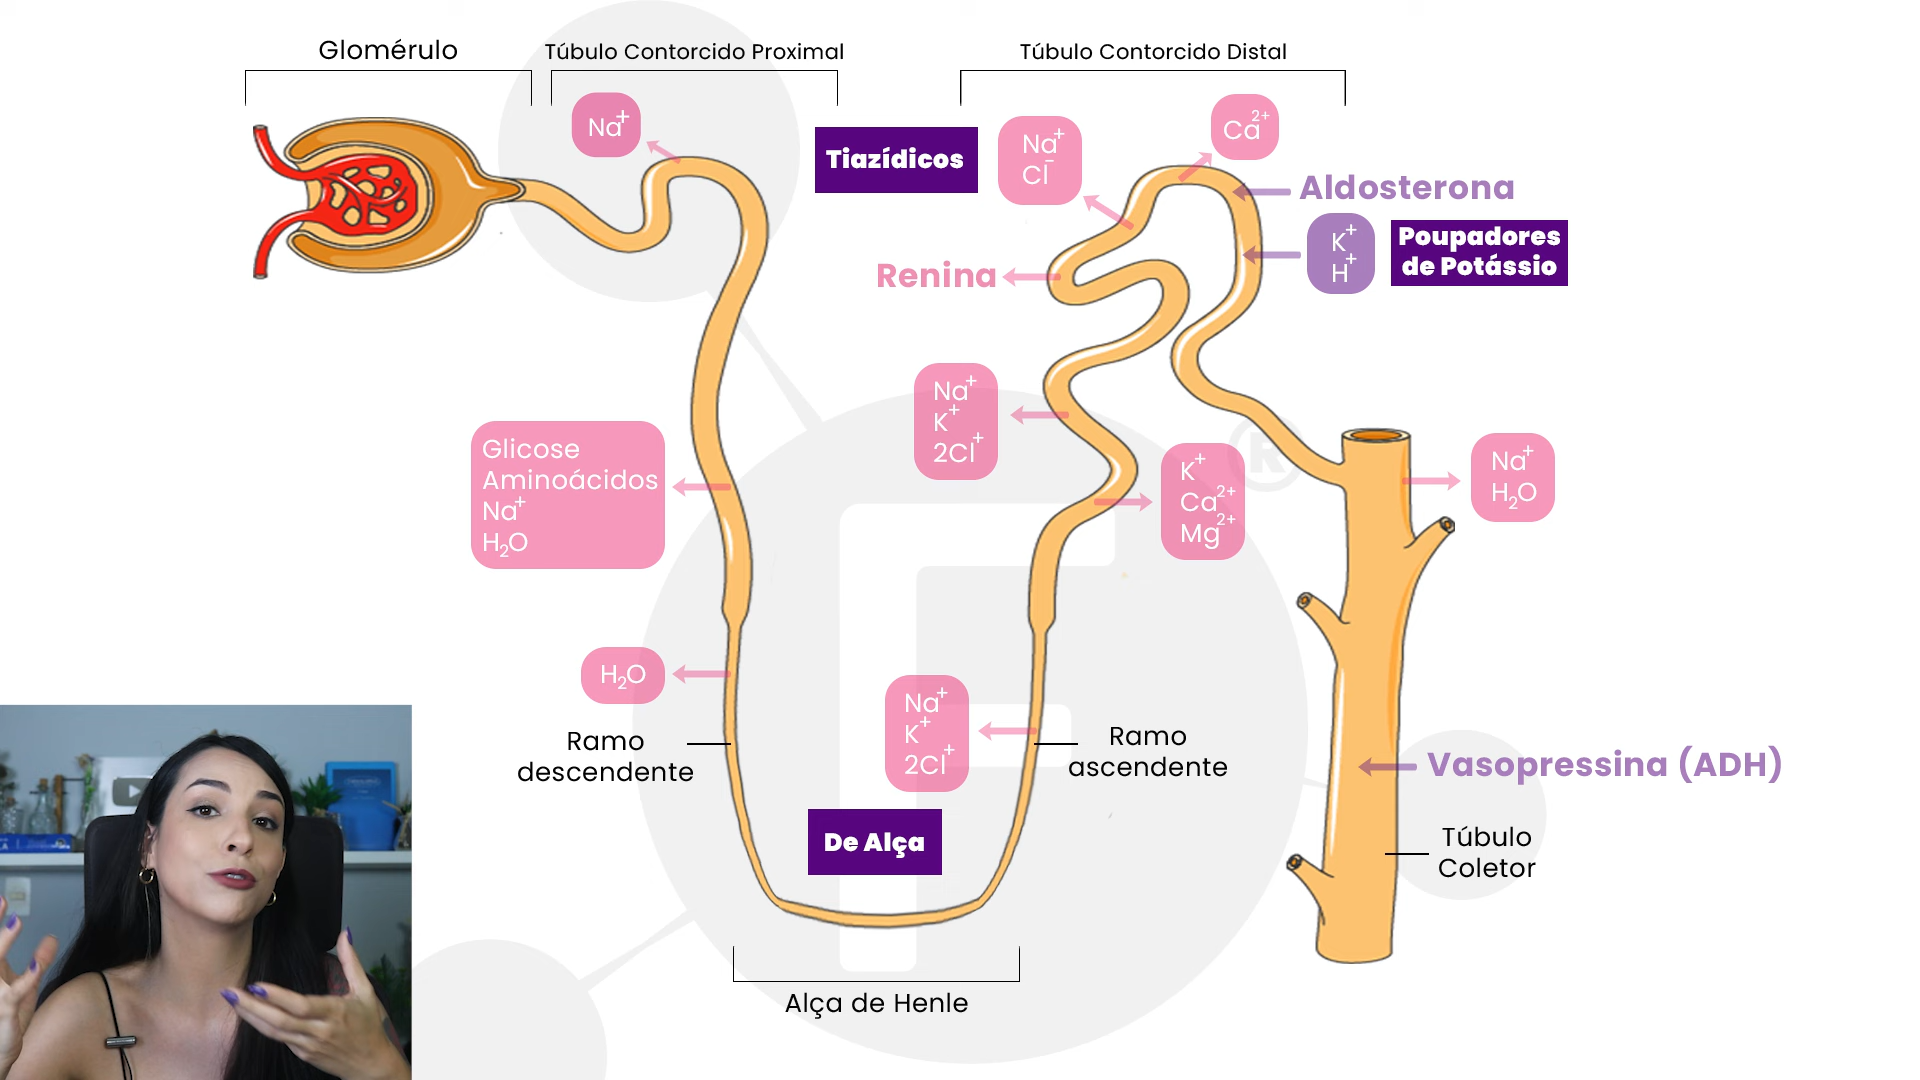 Glomérulo
Túbulo Contorcido Proximal
Túbulo Contorcido Distal
Na+
Tiazídicos
Na+
Cl-
Ca2+
Aldosterona
K+
H+
Poupadores
de Potássio
Renina
Na+
K+
2Cl+
Glicose
Aminoácidos
Na+
H2O
K+
Ca2+
Mg2+
Na+
H2O
®
H2O
Ramo
descendente
Na+
K+
2Cl+
Ramo
ascendente
Vasopressina (ADH)
De Alça
Túbulo
Coletor
Alça de Henle